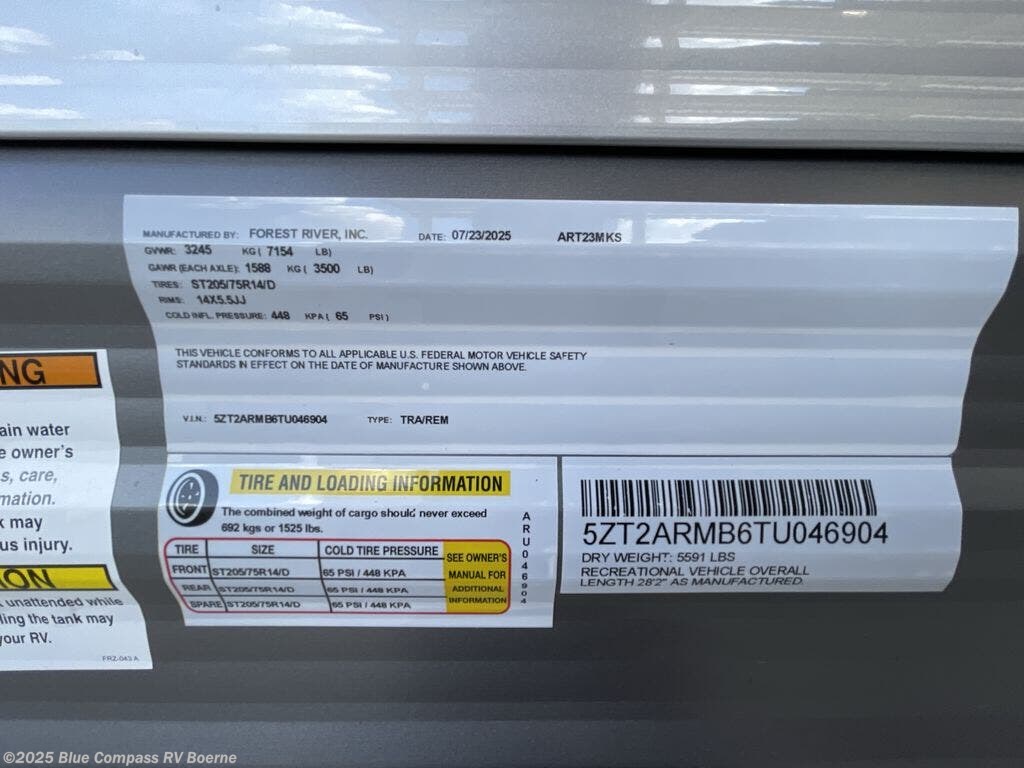 MANUFACTURED BY: FOREST RIVER, INC. DATE: 07/23/2025 ART23MKS
GVWR: 3245 KG ( 7154 LB)
GAWR (EACH AXLE): 1588 KG ( 3500 LB)
TIRES: ST205/75R14/D
RIMS: 14X5.5JJ
COLD INFL. PRESSURE: 448 KPA ( 65 PSI )
THIS VEHICLE CONFORMS TO ALL APPLICABLE U.S. FEDERAL MOTOR VEHICLE SAFETY
STANDARDS IN EFFECT ON THE DATE OF MANUFACTURE SHOWN ABOVE.
V.I.N.: 5ZT2ARMB6TU046904 TYPE: TRA/REM
NG
ain water
e owner's
s, care,
mation.
k may
us injury.
ON
unattended while
ling the tank may
your RV.
FRZ-043 A
TIRE AND LOADING INFORMATION
The combined weight of cargo should never exceed
692 kgs or 1525 lbs.
TIRE SIZE COLD TIRE PRESSURE
FRONT ST205/75R14/D 65 PSI / 448 KPA
REAR ST205/75R14/D 65 PSI / 448 KPA
SPARE ST205/75R14/D 65 PSI / 448 KPA
SEE OWNER'S
MANUAL FOR
ADDITIONAL
INFORMATION
ARU046904
5ZT2ARMB6TU046904
DRY WEIGHT: 5591 LBS
RECREATIONAL VEHICLE OVERALL
LENGTH 28'2" AS MANUFACTURED.
©2025 Blue Compass RV Boerne